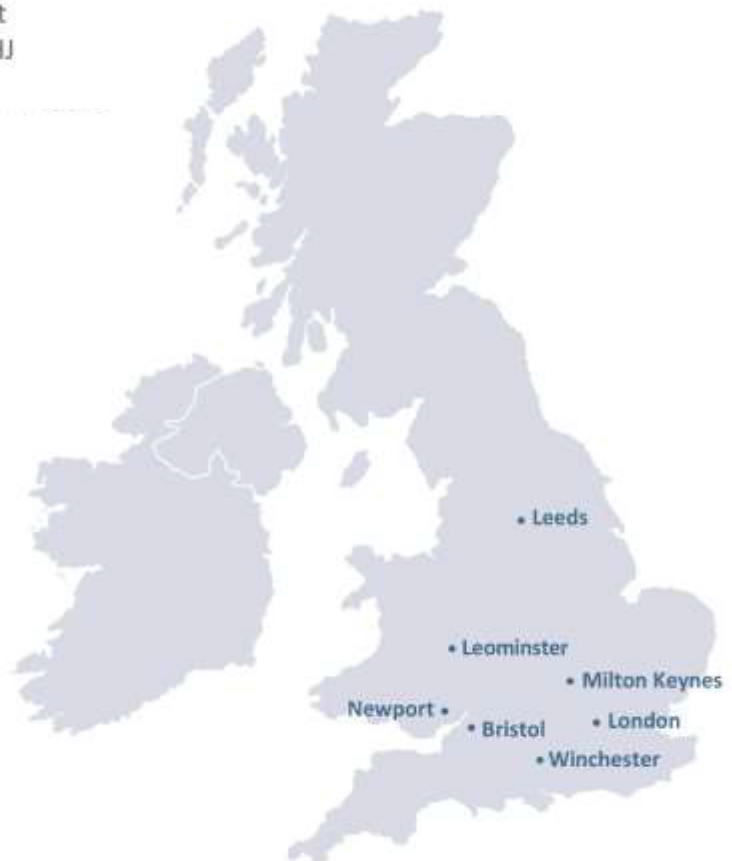 Leeds
Leominster
Milton Keynes
Newport
London
Bristol
Winchester